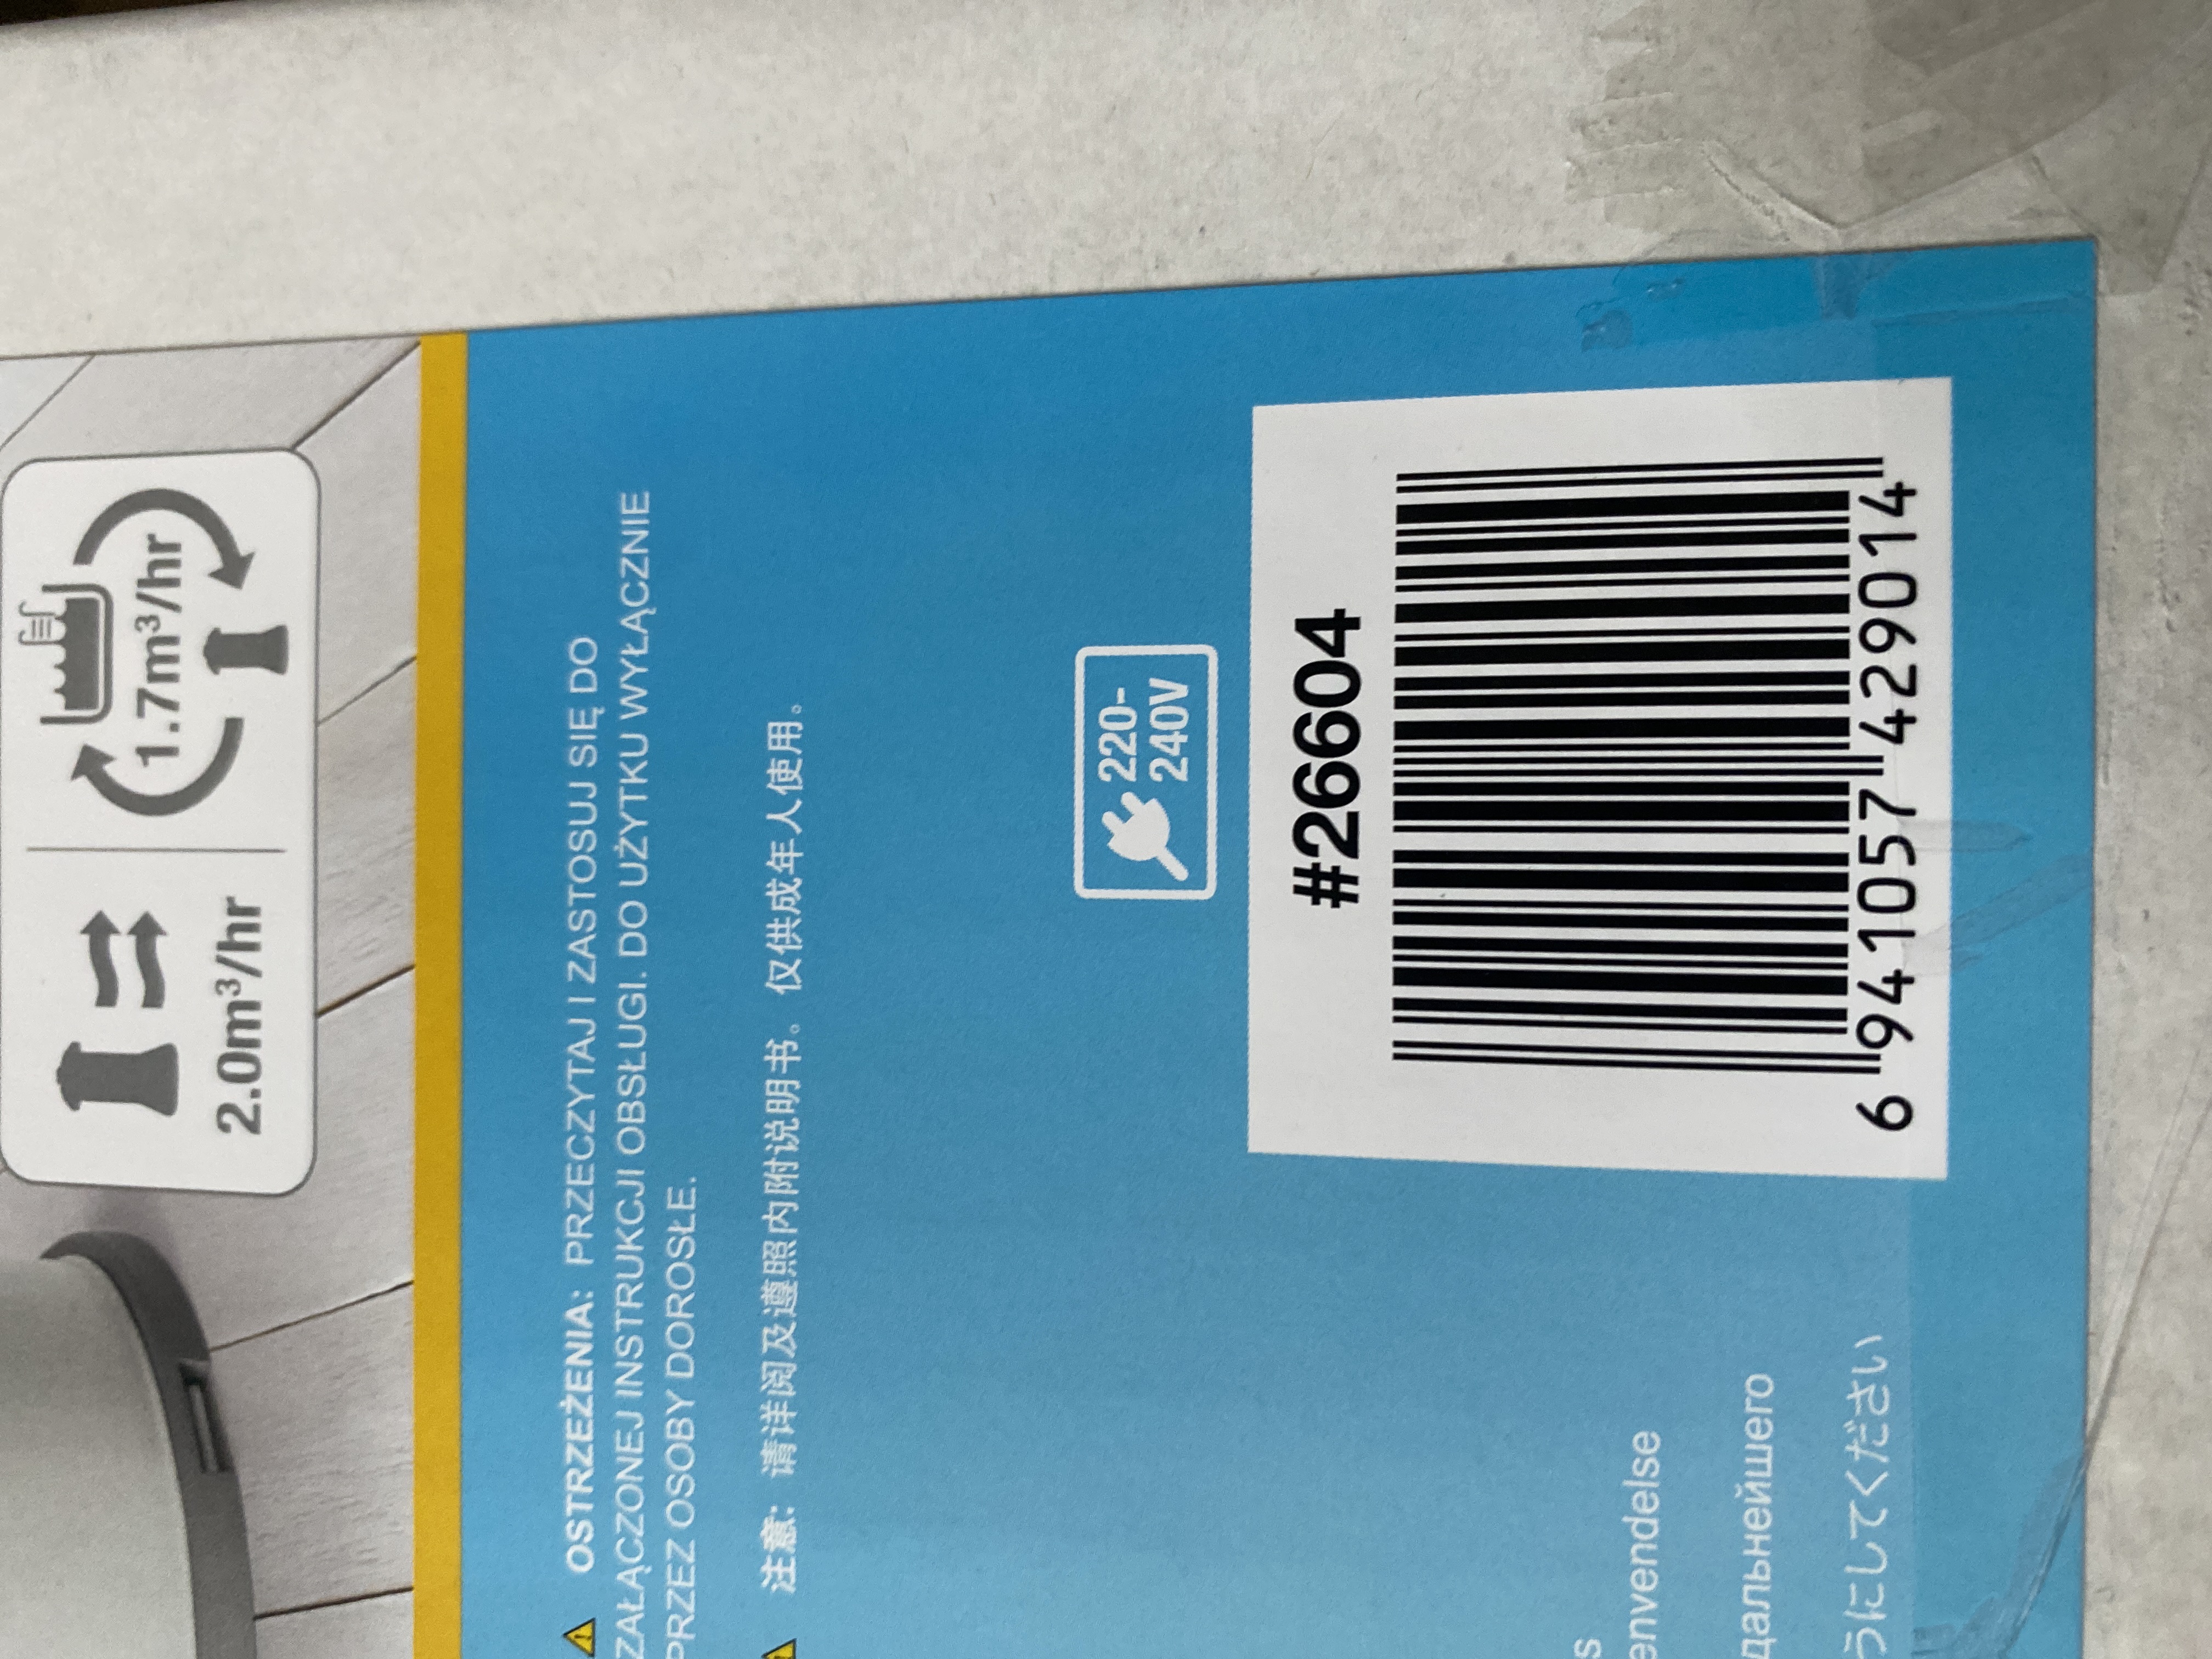 2.0m³/hr
1.7m³/hr
OSTRZEŻENIA: PRZECZYTAJ I ZASTOSUJ SIĘ DO
ZAŁĄCZONEJ INSTRUKCJI OBSŁUGI. DO UŻYTKU WYŁĄCZNIE
PRZEZ OSOBY DOROSŁE.
注意: 请详阅及遵照内附说明书。仅供成年人使用。
220-
240V
#26604
6 941057 429014
s
envendelse
дальнейшего
うにしてください